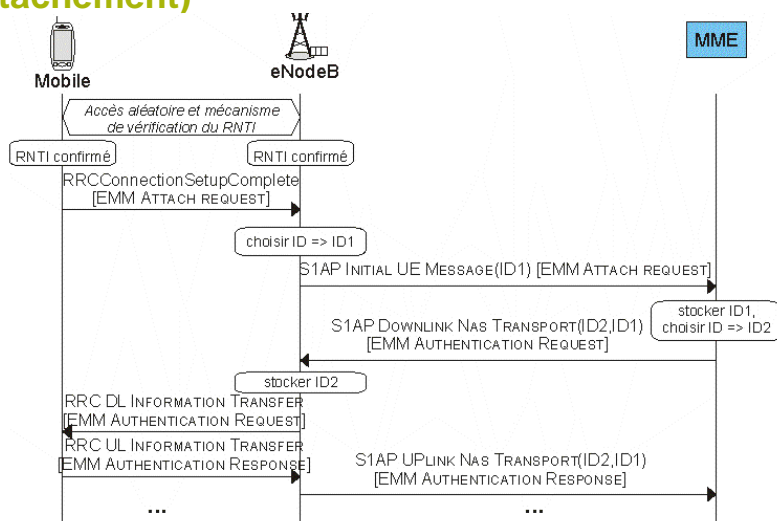 tachement)
Mobile
eNodeB
MME
Accès aléatoire et mécanisme
de vérification du RNTI
RNTI confirmé
RNTI confirmé
RRCConnectionSetupComplete
[EMM ATTACH REQUEST]
choisir ID => ID1
S1AP INITIAL UE MESSAGE(ID1) [EMM ATTACH REQUEST]
stocker ID1,
choisir ID => ID2
S1AP DOWNLINK NAS TRANSPORT(ID2,ID1)
[EMM AUTHENTICATION REQUEST]
stocker ID2
RRC DL INFORMATION TRANSFER
[EMM AUTHENTICATION REQUEST]
RRC UL INFORMATION TRANSFER
[EMM AUTHENTICATION RESPONSE]
S1AP UPLINK NAS TRANSPORT(ID2,ID1)
[EMM AUTHENTICATION RESPONSE]
...
...